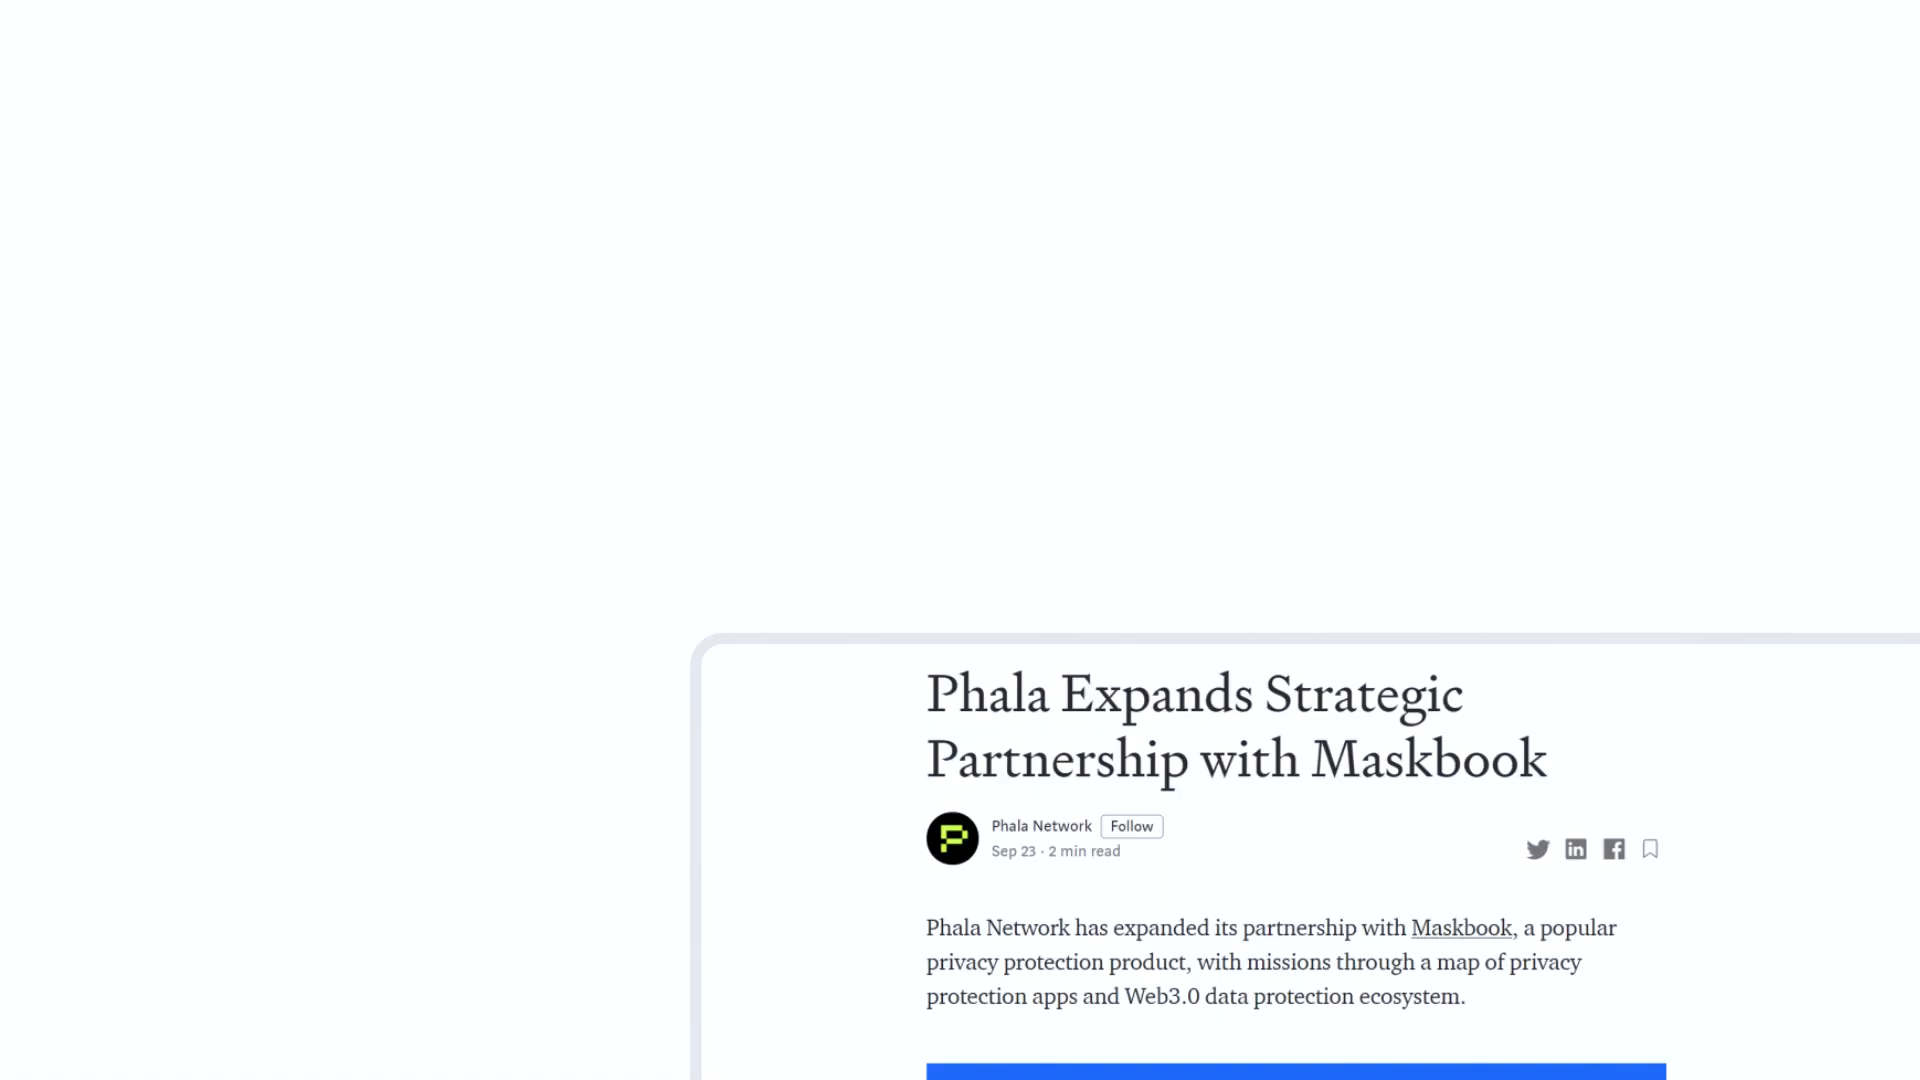 Phala Expands Strategic
Partnership with Maskbook
Phala Network Follow
Sep 23 · 2 min read
Phala Network has expanded its partnership with Maskbook, a popular
privacy protection product, with missions through a map of privacy
protection apps and Web3.0 data protection ecosystem.